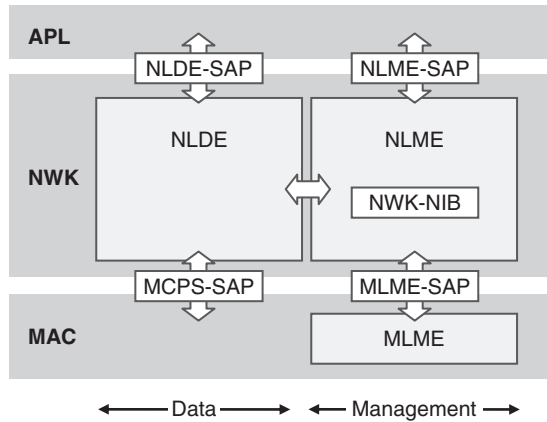 APL
NLDE-SAP NLME-SAP
NLDE NLME
NWK
NWK-NIB
MCPS-SAP MLME-SAP
MAC
MLME
Data Management